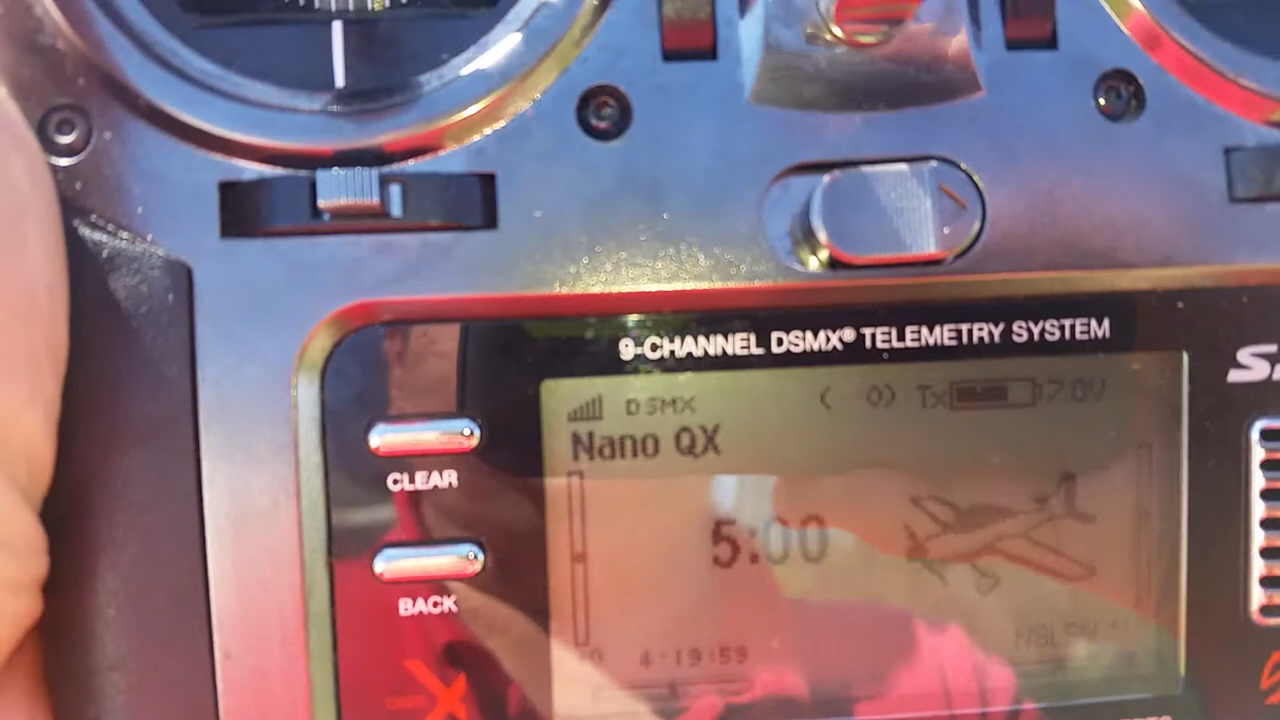 9-CHANNEL DSMX® TELEMETRY SYSTEM
DSMX Tx 7.8V
Nano QX
CLEAR
5:00
BACK
4:19:59